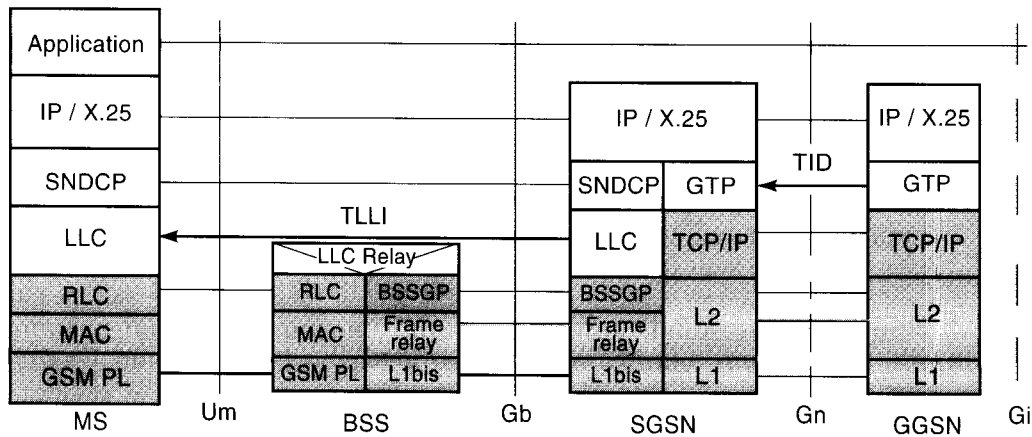 Application
IP / X.25
IP / X.25
IP / X.25
TID
SNDCP
SNDCP
GTP
GTP
TLLI
LLC
LLC Relay
LLC
TCP/IP
TCP/IP
RLC
RLC
BSSGP
BSSGP
L2
L2
MAC
MAC
Frame
relay
Frame
relay
GSM PL
GSM PL
L1bis
L1bis
L1
L1
MS
Um
BSS
Gb
SGSN
Gn
GGSN
Gi